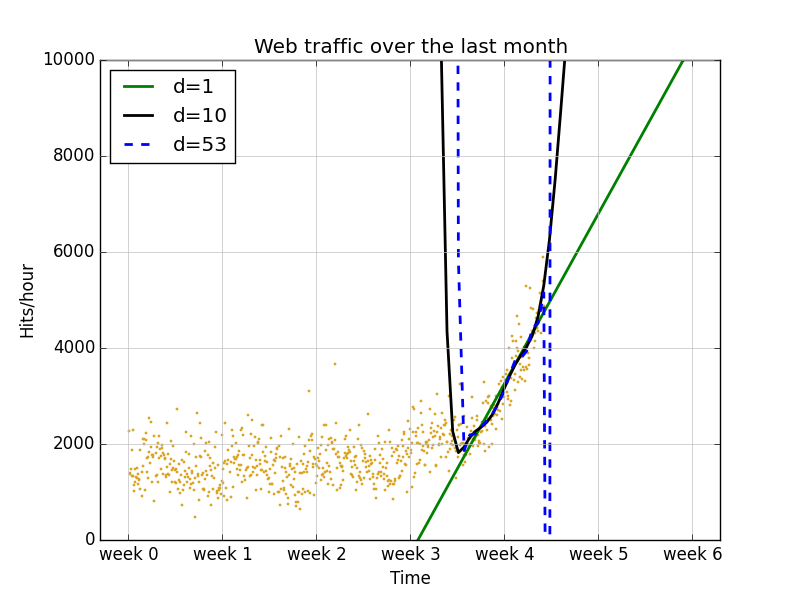 Web traffic over the last month
10000
8000
6000
4000
2000
0
Hits/hour
d=1
d=10
d=53
week 0 week 1 week 2 week 3 week 4 week 5 week 6
Time